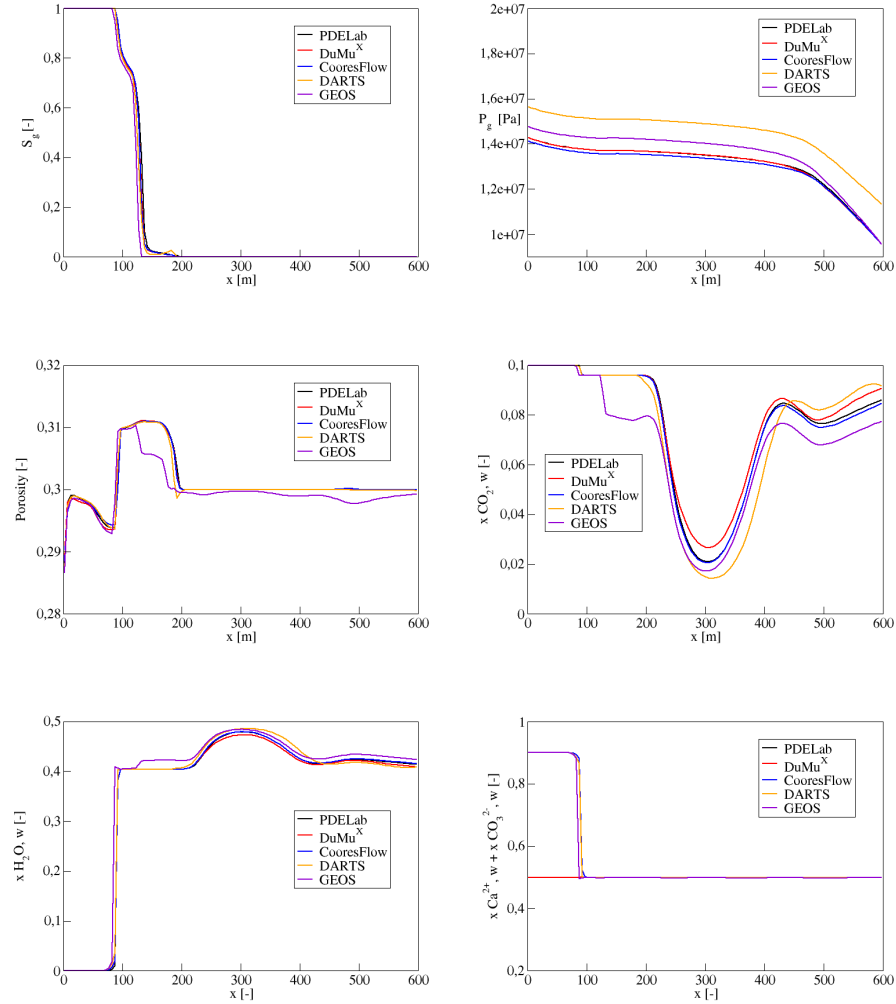 1
0,8
0,6
0,4
0,2
0
S_g [-]
PDELab
DuMu^X
CooresFlow
DARTS
GEOS
0 100 200 300 400 500 600
x [m]
2e+07
1,8e+07
1,6e+07
1,4e+07
1,2e+07
1e+07
P_g [Pa]
PDELab
DuMu^X
CooresFlow
DARTS
GEOS
0 100 200 300 400 500 600
x [m]
0,32
0,31
0,3
0,29
0,28
Porosity [-]
PDELab
DuMu^X
CooresFlow
DARTS
GEOS
0 100 200 300 400 500 600
x [m]
0,1
0,08
0,06
0,04
0,02
0
x CO_2, w [-]
PDELab
DuMu^X
CooresFlow
DARTS
GEOS
0 100 200 300 400 500 600
x [m]
0,5
0,4
0,3
0,2
0,1
0
x H_2O, w [-]
PDELab
DuMu^X
CooresFlow
DARTS
GEOS
0 100 200 300 400 500 600
x [-]
1
0,8
0,6
0,4
0,2
x Ca^{2+}, w + x CO_3^{2-}, w [-]
PDELab
DuMu^X
CooresFlow
DARTS
GEOS
0 100 200 300 400 500 600
x [-]